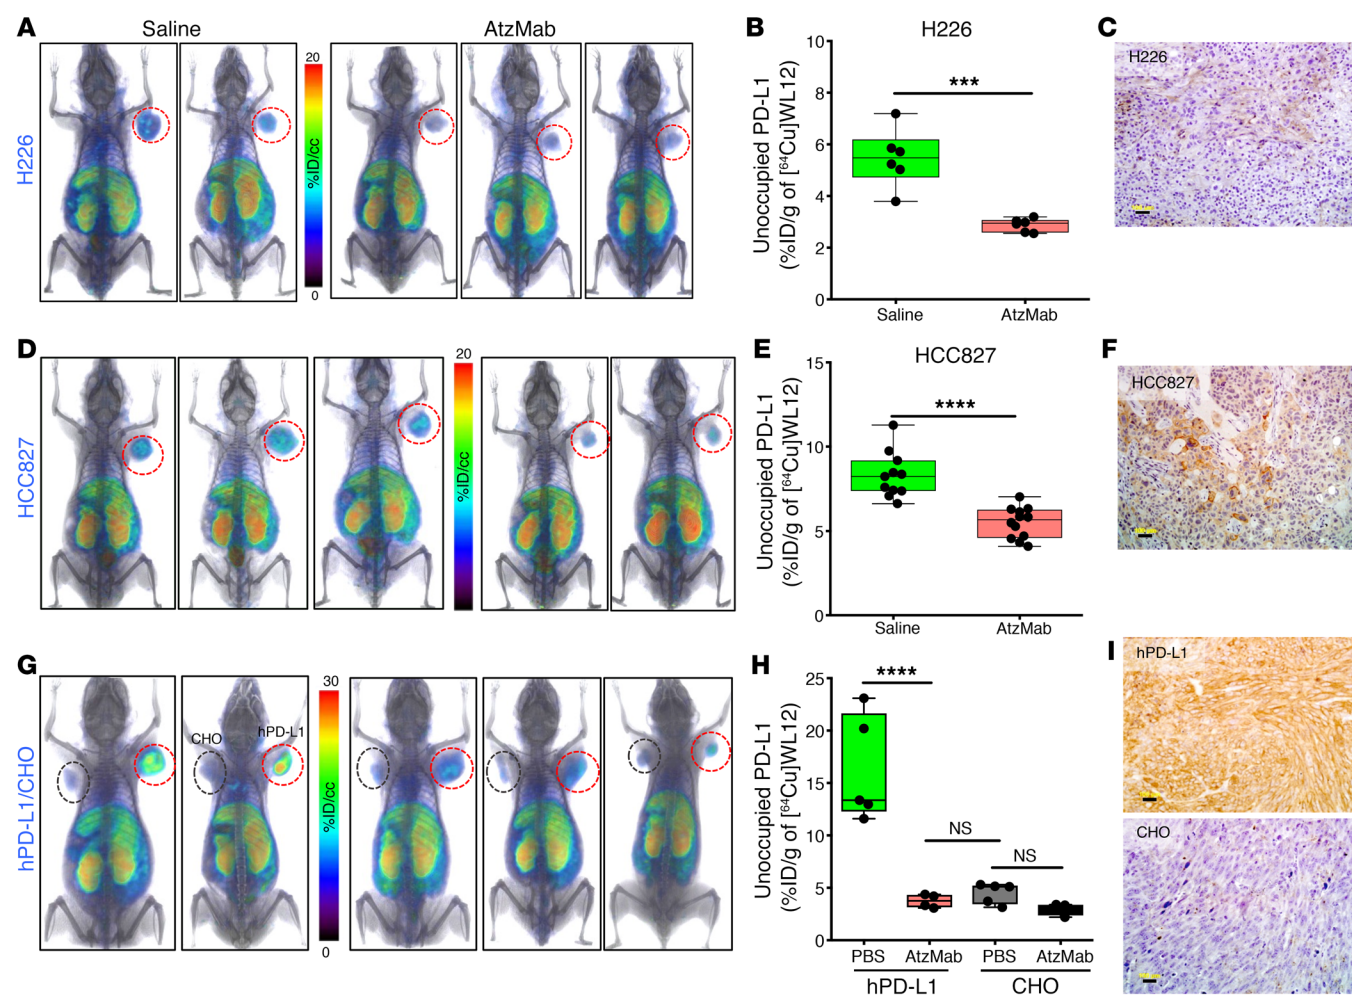 A
Saline
AtzMab
H226
20
%ID/cc
0
B
H226
Unoccupied PD-L1
(%ID/g of [64Cu]WL12)
10
8
6
4
2
0
***
Saline
AtzMab
C
H226
D
HCC827
20
%ID/cc
0
E
HCC827
Unoccupied PD-L1
(%ID/g of [64Cu]WL12)
15
10
5
0
****
Saline
AtzMab
F
HCC827
G
hPD-L1/CHO
CHO
hPD-L1
30
%ID/cc
0
H
Unoccupied PD-L1
(%ID/g of [64Cu]WL12)
25
20
15
10
5
0
****
NS
NS
PBS
AtzMab
PBS
AtzMab
hPD-L1
CHO
I
hPD-L1
CHO